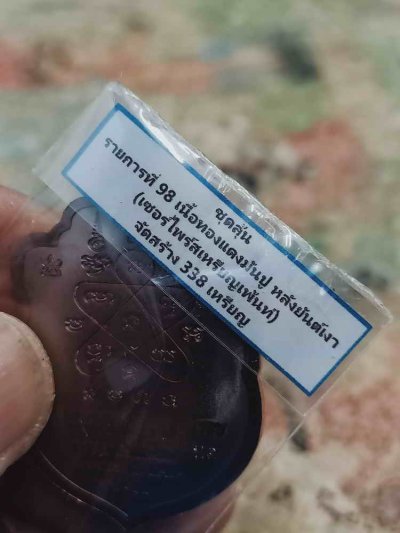 ชุดลุ้น
รายการที่ 98 เนื้อทองแดงมันปู หลังยันต์เงา
(เซอร์ไพร์สเหรียญเฟ้นท์)
จัดสร้าง 338 เหรียญ